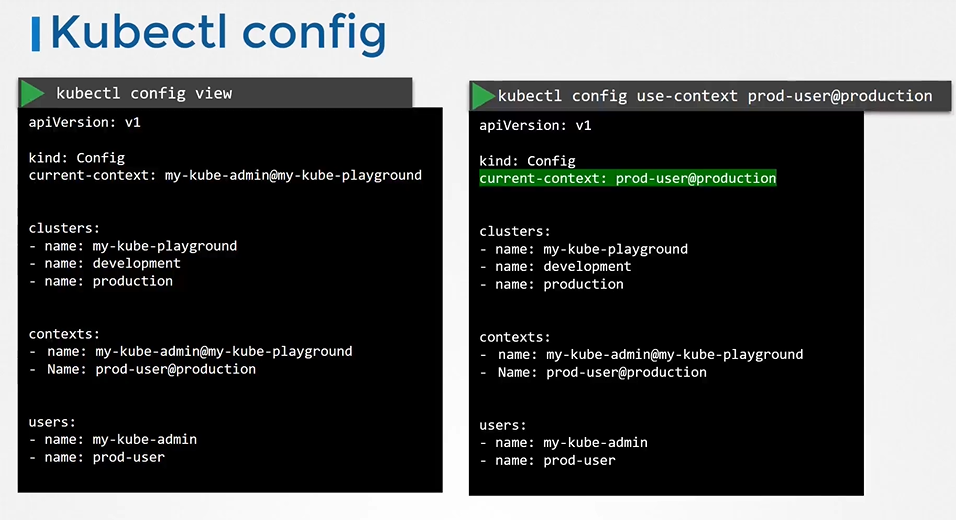 Kubectl config
kubectl config view
apiVersion: v1
kind: Config
current-context: my-kube-admin@my-kube-playground
clusters:
- name: my-kube-playground
- name: development
- name: production
contexts:
- name: my-kube-admin@my-kube-playground
- Name: prod-user@production
users:
- name: my-kube-admin
- name: prod-user
kubectl config use-context prod-user@production
apiVersion: v1
kind: Config
current-context: prod-user@production
clusters:
- name: my-kube-playground
- name: development
- name: production
contexts:
- name: my-kube-admin@my-kube-playground
- Name: prod-user@production
users:
- name: my-kube-admin
- name: prod-user